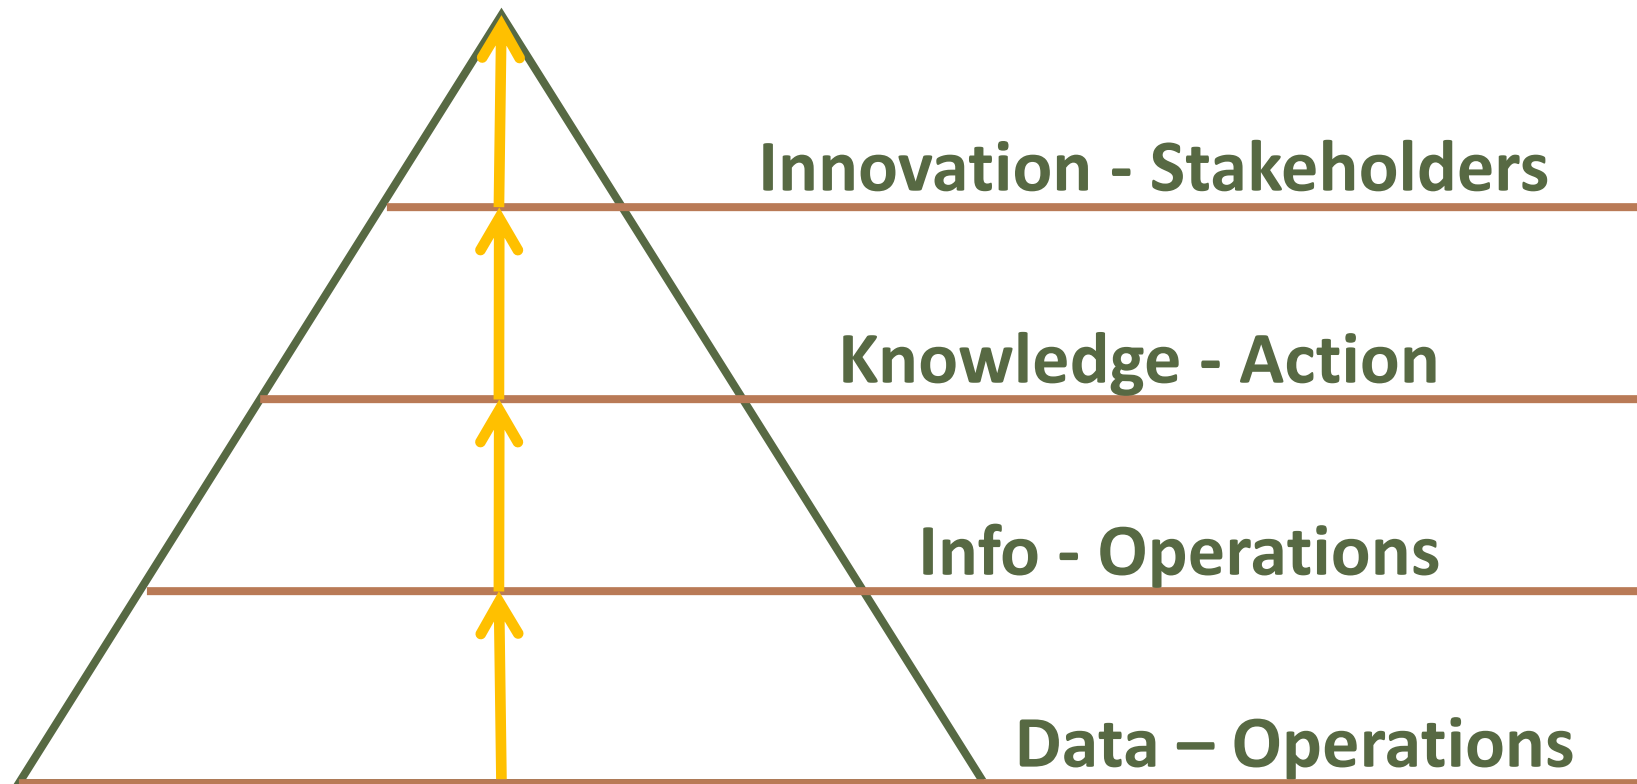 Innovation - Stakeholders
Knowledge - Action
Info - Operations
Data – Operations